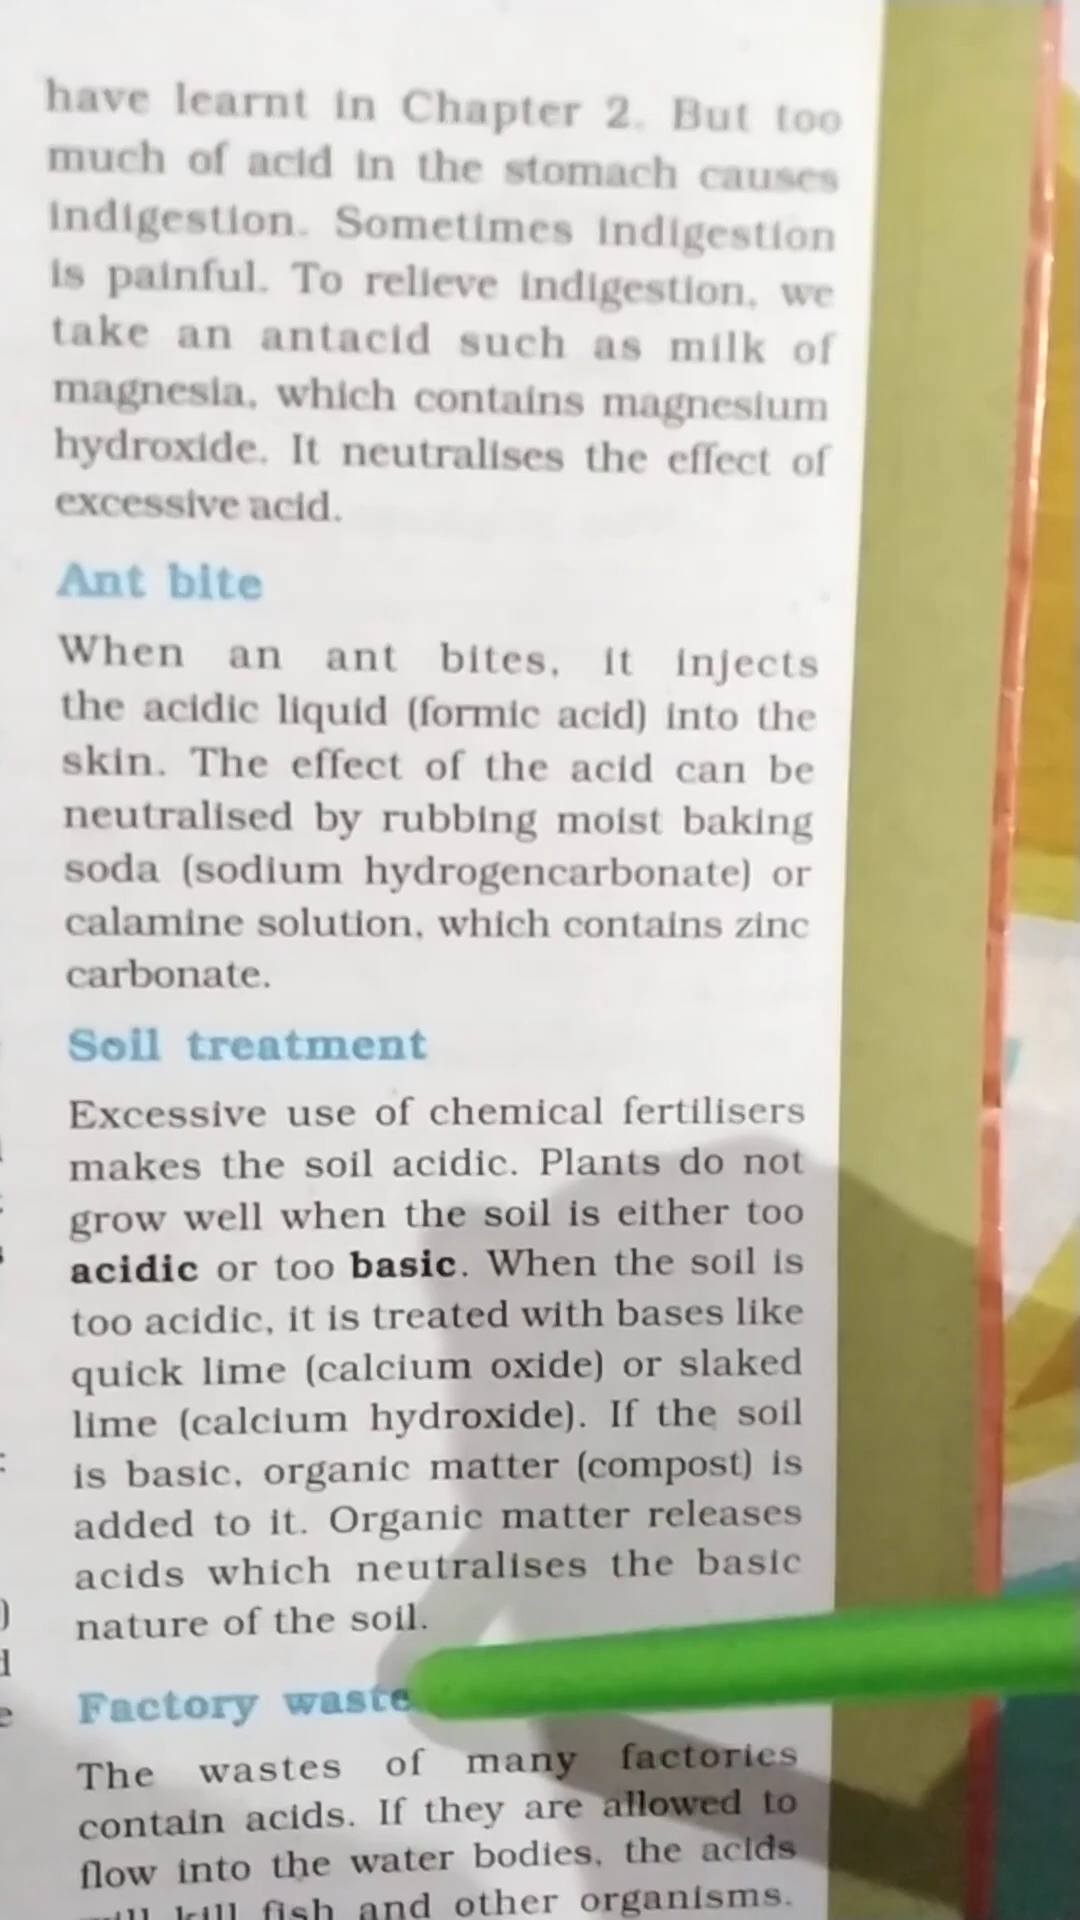 have learnt in Chapter 2. But too
much of acid in the stomach causes
indigestion. Sometimes indigestion
is painful. To relieve indigestion, we
take an antacid such as milk of
magnesia, which contains magnesium
hydroxide. It neutralises the effect of
excessive acid.
Ant bite
When an ant bites, it injects
the acidic liquid (formic acid) into the
skin. The effect of the acid can be
neutralised by rubbing moist baking
soda (sodium hydrogencarbonate) or
calamine solution, which contains zinc
carbonate.
Soil treatment
Excessive use of chemical fertilisers
makes the soil acidic. Plants do not
grow well when the soil is either too
acidic or too basic. When the soil is
too acidic, it is treated with bases like
quick lime (calcium oxide) or slaked
lime (calcium hydroxide). If the soil
is basic, organic matter (compost) is
added to it. Organic matter releases
acids which neutralises the basic
nature of the soil.
Factory waste
The wastes of many factories
contain acids. If they are allowed to
flow into the water bodies, the acids
will kill fish and other organisms.